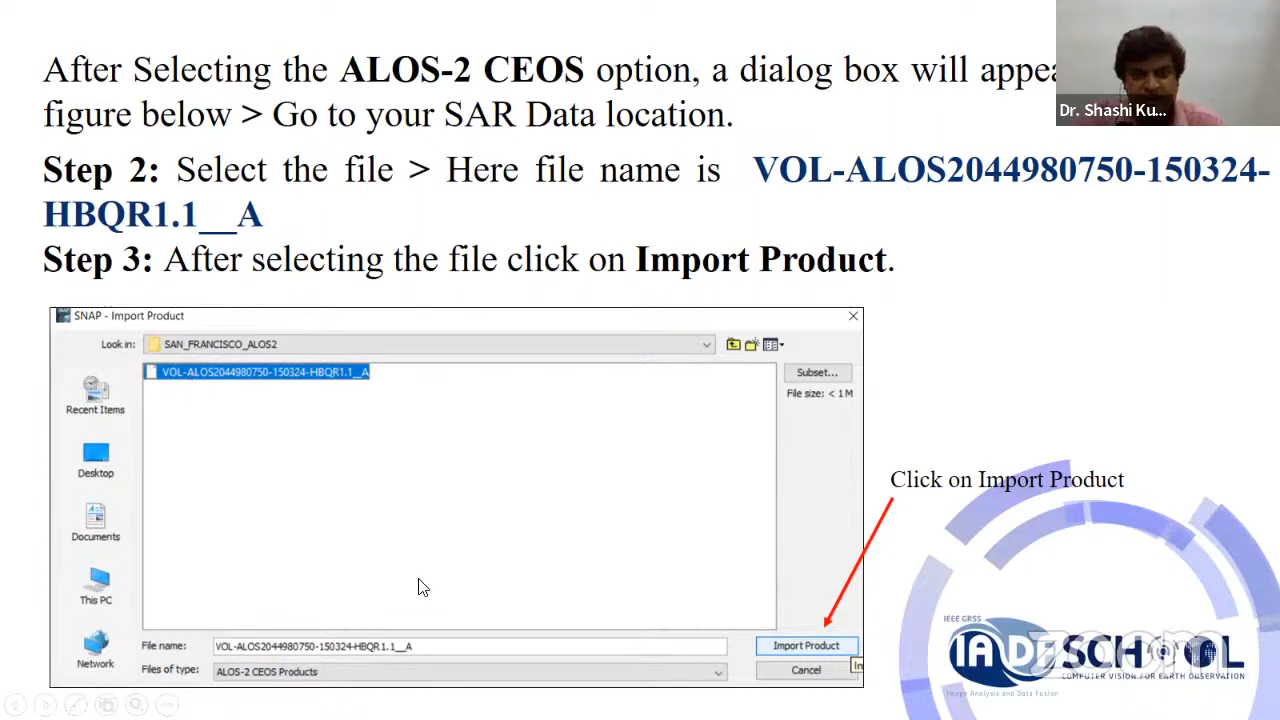 After Selecting the ALOS-2 CEOS option, a dialog box will
figure below > Go to your SAR Data location.
Dr. Shashi Ku...
Step 2: Select the file > Here file name is VOL-ALOS2044980750-150324-
HBQR1.1__A
Step 3: After selecting the file click on Import Product.
SNAP - Import Product
Look in: SAN_FRANCISCO_ALOS2
VOL-ALOS2044980750-150324-HBQR1.1__A
Subset...
File size: < 1 M
Recent Items
Desktop
Documents
This PC
Network
Click on Import Product
File name: VOL-ALOS2044980750-150324-HBQR1.1__A
Import Product
Files of type: ALOS-2 CEOS Products
Cancel
IEEE GRSS
IADF SCHOOL
zoom
COMPUTER VISION FOR EARTH OBSERVATION
Image Analysis and Data Fusion